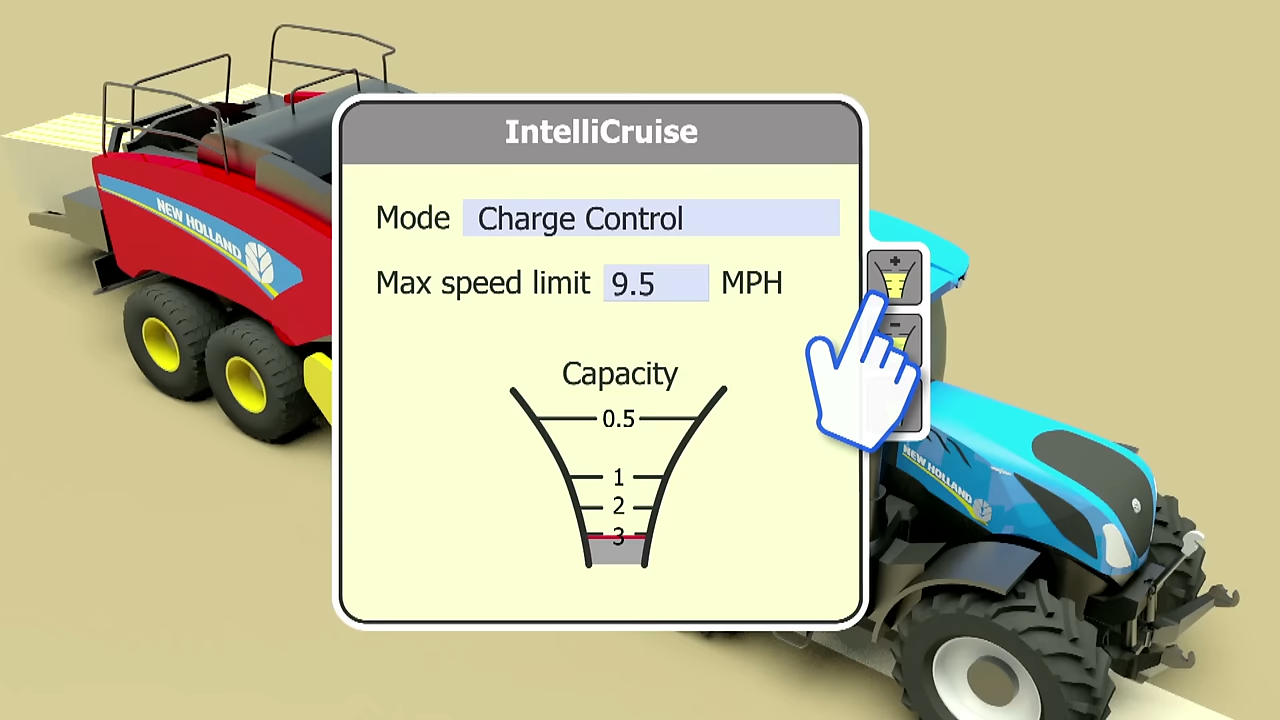 IntelliCruise
Mode Charge Control
Max speed limit 9.5 MPH
Capacity
0.5
1
2
3
+
-
NEW HOLLAND
NEW HOLLAND